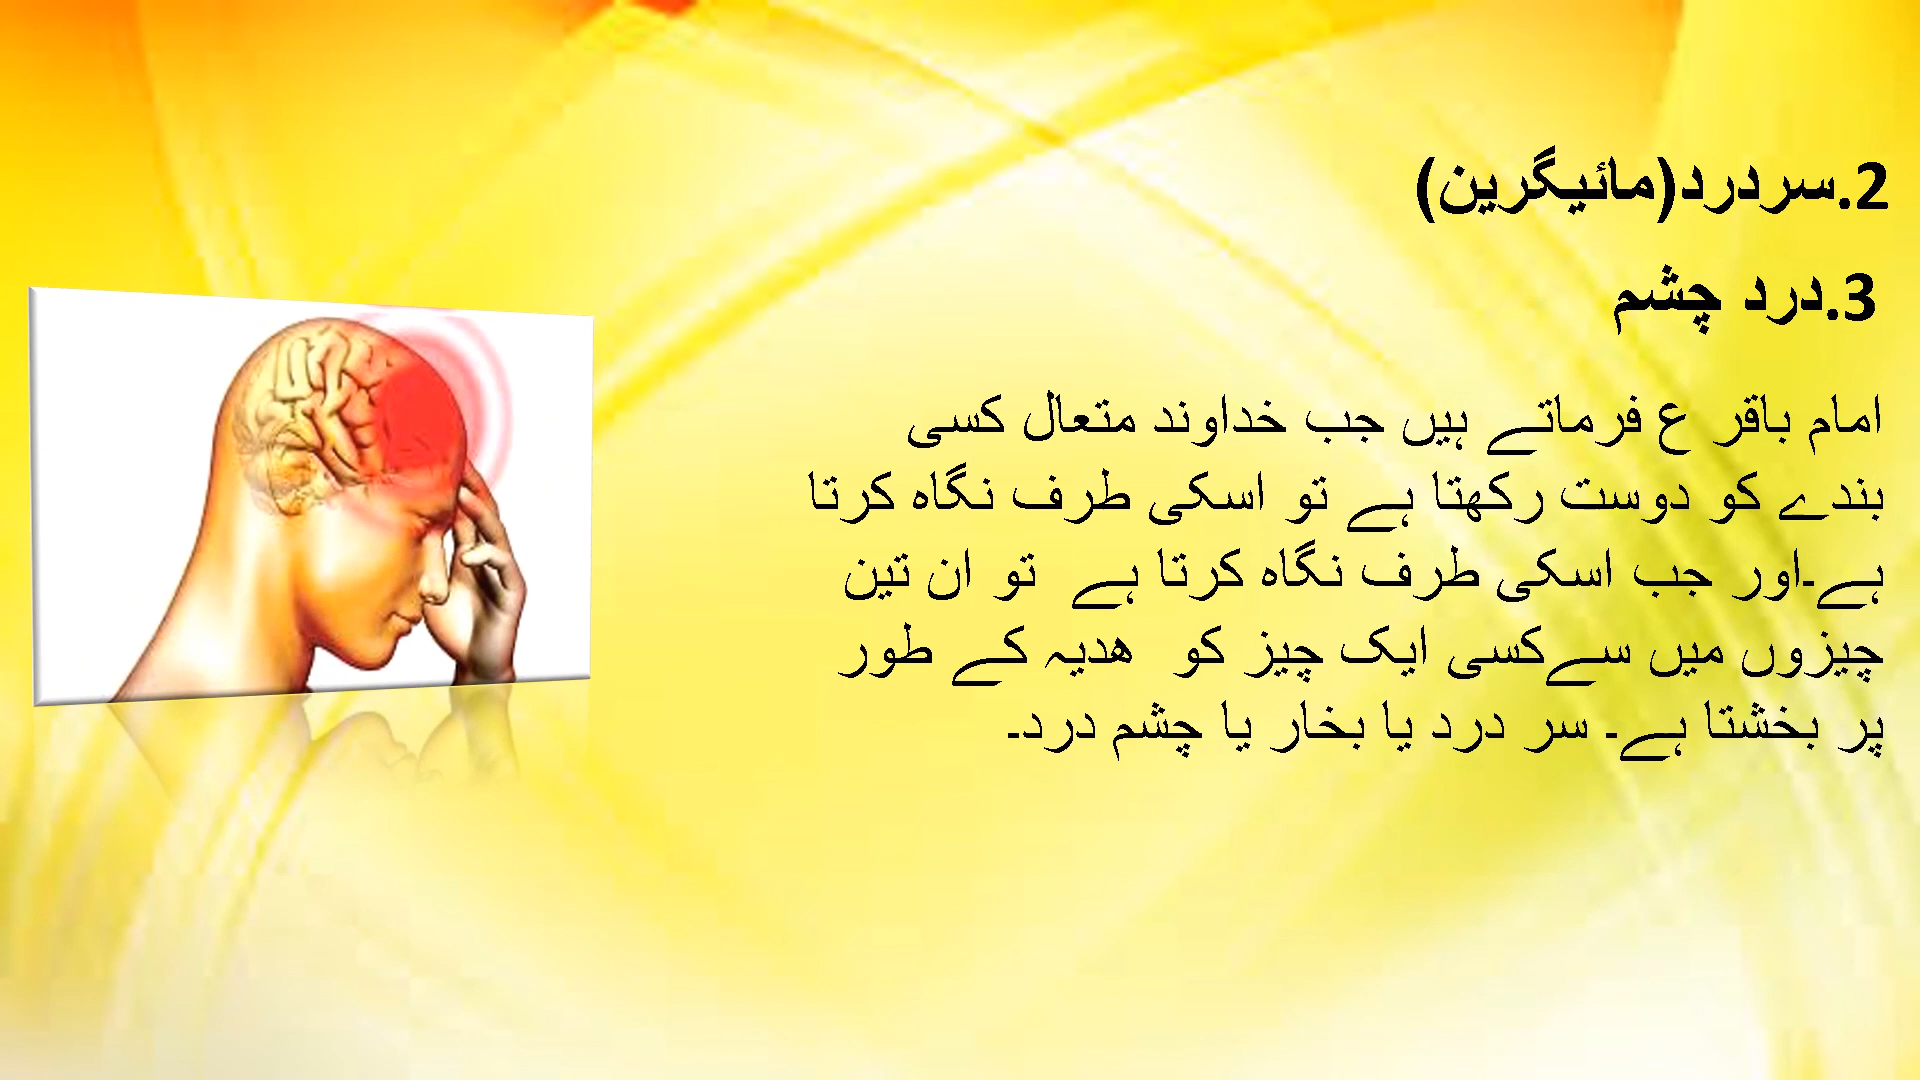 2.سردرد(مائیگرین)
3.درد چشم
امام باقر ع فرماتے ہیں جب خداوند متعال کسی
بندے کو دوست رکھتا ہے تو اسکی طرف نگاہ کرتا
ہے۔اور جب اسکی طرف نگاہ کرتا ہے تو ان تین
چیزوں میں سےکسی ایک چیز کو ھدیہ کے طور
پر بخشتا ہے۔ سر درد یا بخار یا چشم درد۔